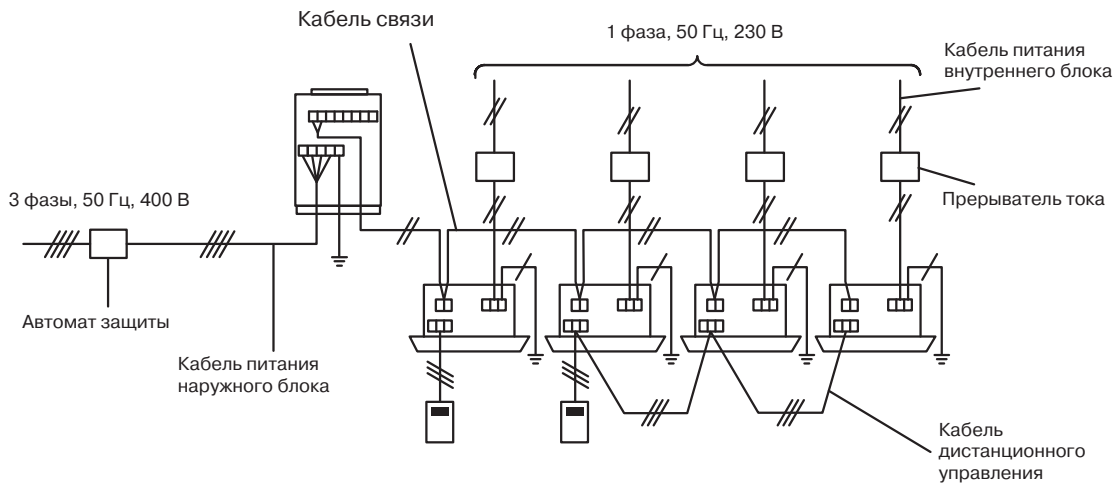 Кабель связи
1 фаза, 50 Гц, 230 В
Кабель питания
внутреннего блока
3 фазы, 50 Гц, 400 В
Прерыватель тока
Автомат защиты
Кабель питания
наружного блока
Кабель
дистанционного
управления